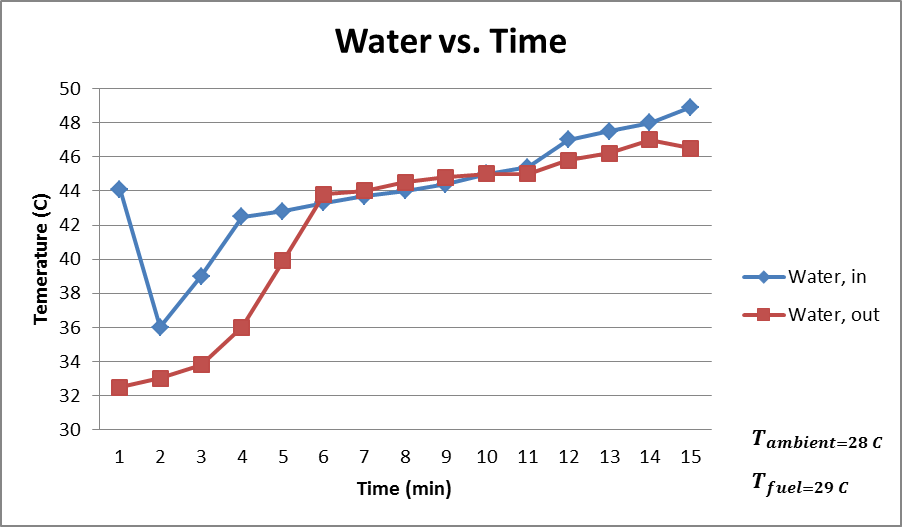 Water vs. Time
50
48
46
44
42
40
38
36
34
32
30
Temerature (C)
1 2 3 4 5 6 7 8 9 10 11 12 13 14 15
Time (min)
Water, in
Water, out
T ambient=28 C
T fuel=29 C